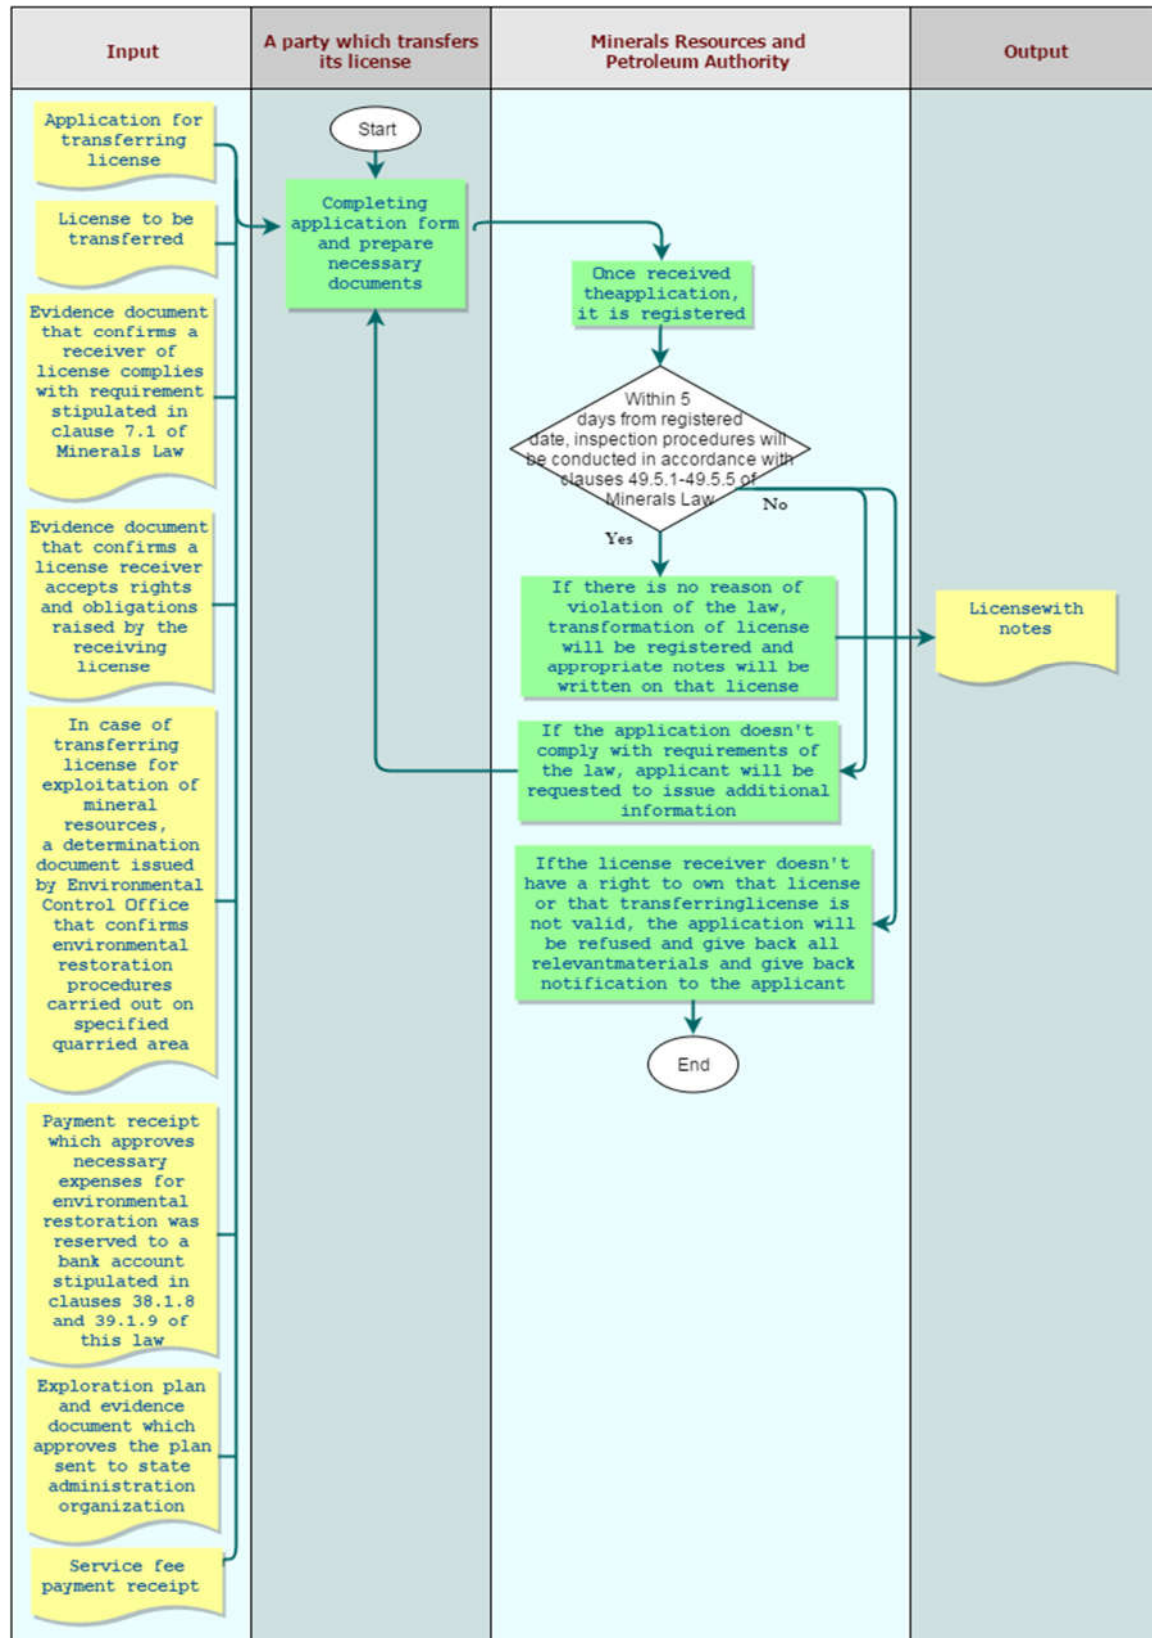 Input
A party which transfers
its license
Minerals Resources and
Petroleum Authority
Output
Application for
transferring
license
License to be
transferred
Evidence document
that confirms a
receiver of
license complies
with requirement
stipulated in
clause 7.1 of
Minerals Law
Evidence document
that confirms a
license receiver
accepts rights
and obligations
raised by the
receiving
license
In case of
transferring
license for
exploitation of
mineral
resources,
a determination
document issued
by Environmental
Control Office
that confirms
environmental
restoration
procedures
carried out on
specified
quarried area
Payment receipt
which approves
necessary
expenses for
environmental
restoration was
reserved to a
bank account
stipulated in
clauses 38.1.8
and 39.1.9 of
this law
Exploration plan
and evidence
document which
approves the plan
sent to state
administration
organization
Service fee
payment receipt
Start
Completing
application form
and prepare
necessary
documents
Once received
theapplication,
it is registered
Within 5
days from registered
date, inspection procedures will
be conducted in accordance with
clauses 49.5.1-49.5.5 of
Minerals Law
No
Yes
If there is no reason of
violation of the law,
transformation of license
will be registered and
appropriate notes will be
written on that license
If the application doesn't
comply with requirements of
the law, applicant will be
requested to issue additional
information
Ifthe license receiver doesn't
have a right to own that license
or that transferringlicense is
not valid, the application will
be refused and give back all
relevantmaterials and give back
notification to the applicant
End
Licensewith
notes